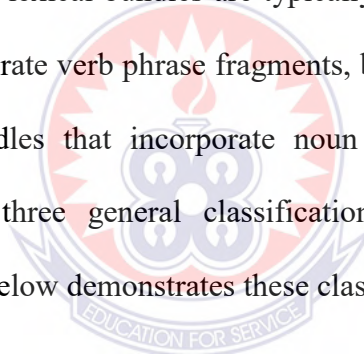 lexical bundles are typically
rate verb phrase fragments,
dles that incorporate noun
three general classification
elow demonstrates these clas
EDUCATION FOR SERVICE